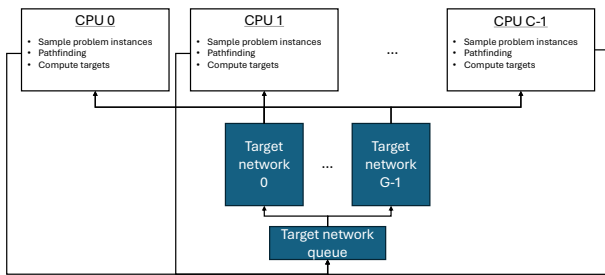 CPU 0
• Sample problem instances
• Pathfinding
• Compute targets
CPU 1
• Sample problem instances
• Pathfinding
• Compute targets
...
CPU C-1
• Sample problem instances
• Pathfinding
• Compute targets
Target
network
0
...
Target
network
G-1
Target network
queue